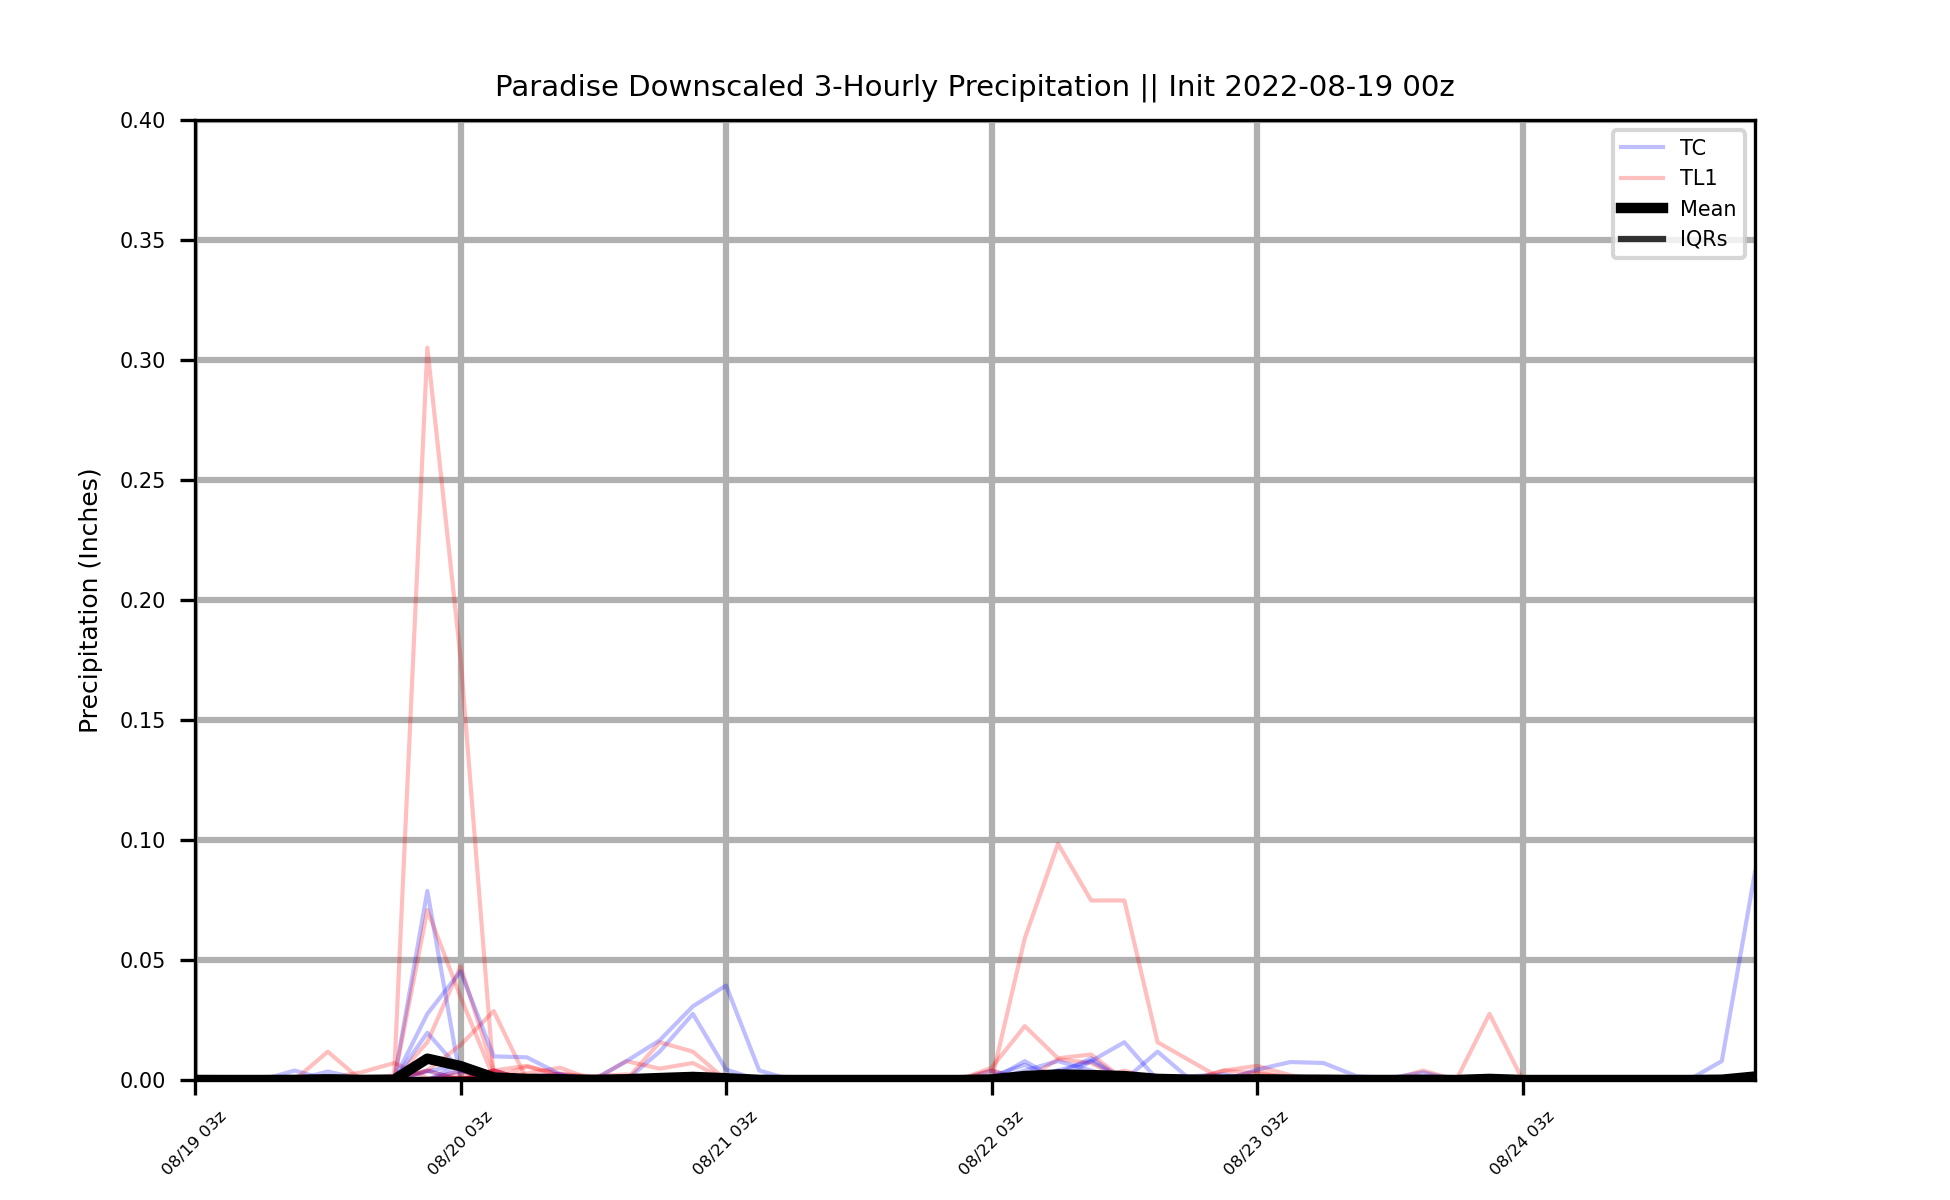 Paradise Downscaled 3-Hourly Precipitation || Init 2022-08-19 00z
Precipitation (Inches)
0.40
0.35
0.30
0.25
0.20
0.15
0.10
0.05
0.00
TC
TL1
Mean
IQRs
08/19 03z
08/20 03z
08/21 03z
08/22 03z
08/23 03z
08/24 03z